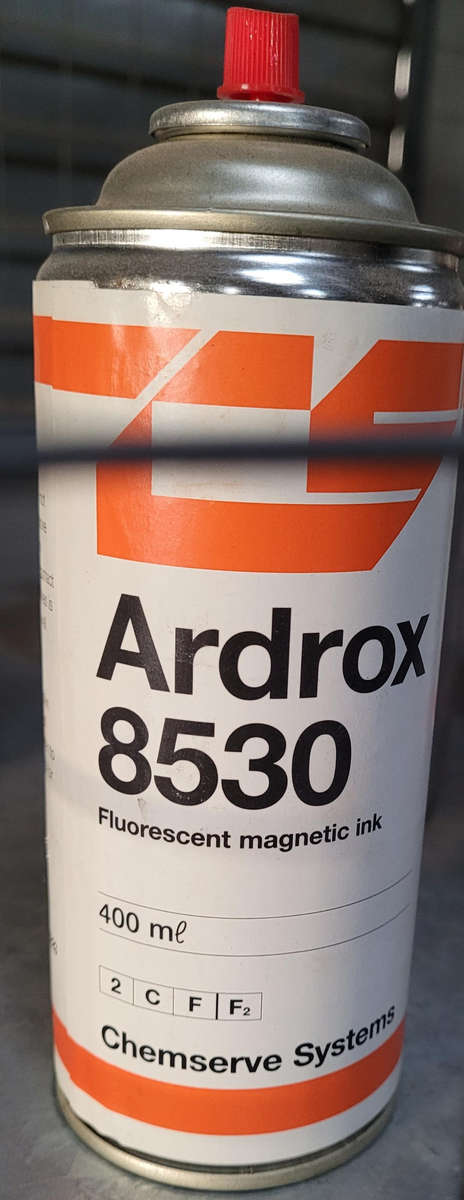 Ardrox
8530
Fluorescent magnetic ink
400 mℓ
2 C F F₂
Chemserve Systems